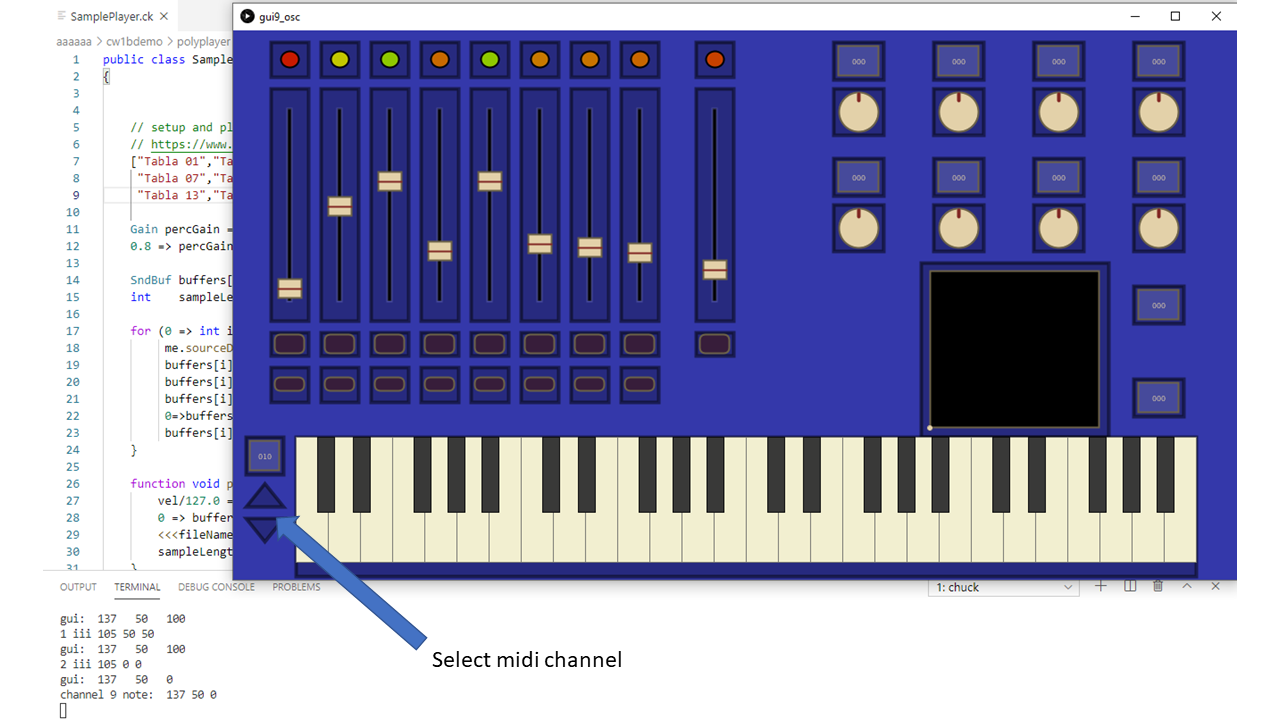 SamplePlayer.ck
gui9_osc
aaaaaa > cw1bdemo > polyplayer
1 public class Sample
2 {
3
4
5 // setup and pl
6 // https://www.
7 ["Tabla 01","Ta
8 "Tabla 07","Ta
9 "Tabla 13","Ta
10
11 Gain percGain =
12 0.8 => percGain
13
14 SndBuf buffers[
15 int sampleLe
16
17 for (0 => int i
18 me.sourceD
19 buffers[i]
20 buffers[i]
21 buffers[i]
22 0=>buffers
23 buffers[i]
24 }
25
26 function void p
27 vel/127.0 =
28 0 => buffer
29 <<<fileName
30 sampleLengt
31 }
000 000 000 000
000 000 000 000
000
000
010
OUTPUT TERMINAL DEBUG CONSOLE PROBLEMS
1: chuck
gui: 137 50 100
1 iii 105 50 50
gui: 137 50 100
2 iii 105 0 0
gui: 137 50 0
channel 9 note: 137 50 0
Select midi channel